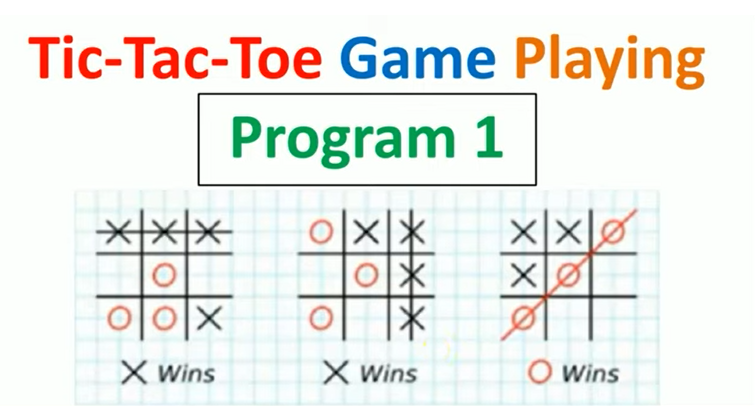 Tic-Tac-Toe Game Playing
Program 1
X X X
O
O O X
X Wins
O X X
O X
O X
X Wins
X X O
X O
O
O Wins